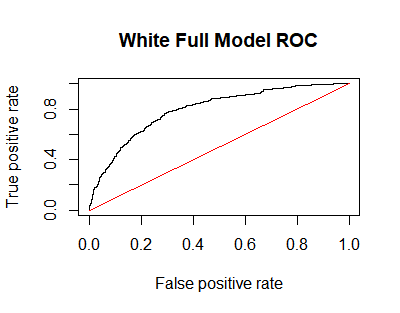 White Full Model ROC
True positive rate
0.8
0.4
0.0
0.0 0.2 0.4 0.6 0.8 1.0
False positive rate